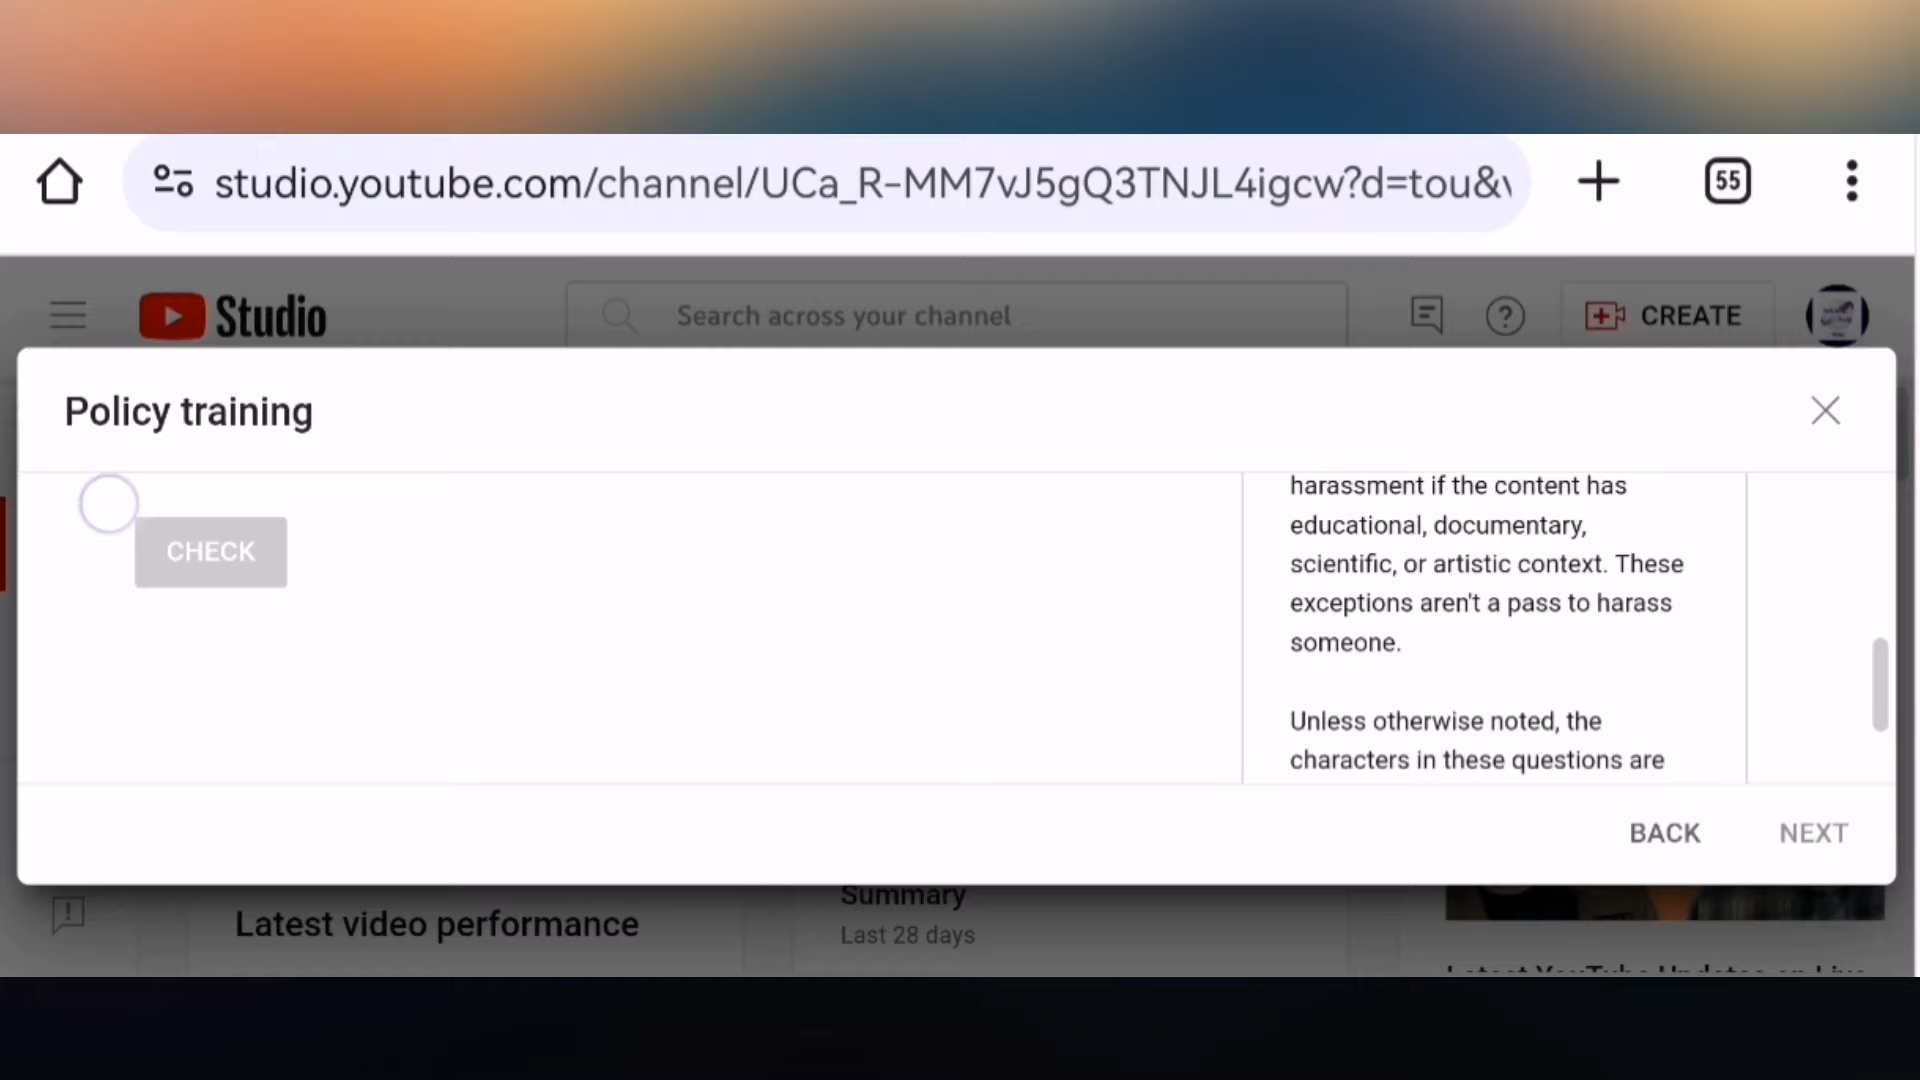 studio.youtube.com/channel/UCa_R-MM7vJ5gQ3TNJL4igcw?d=tou&
55
Studio
Search across your channel
CREATE
Policy training
CHECK
harassment if the content has
educational, documentary,
scientific, or artistic context. These
exceptions aren't a pass to harass
someone.
Unless otherwise noted, the
characters in these questions are
BACK
NEXT
Latest video performance
Summary
Last 28 days